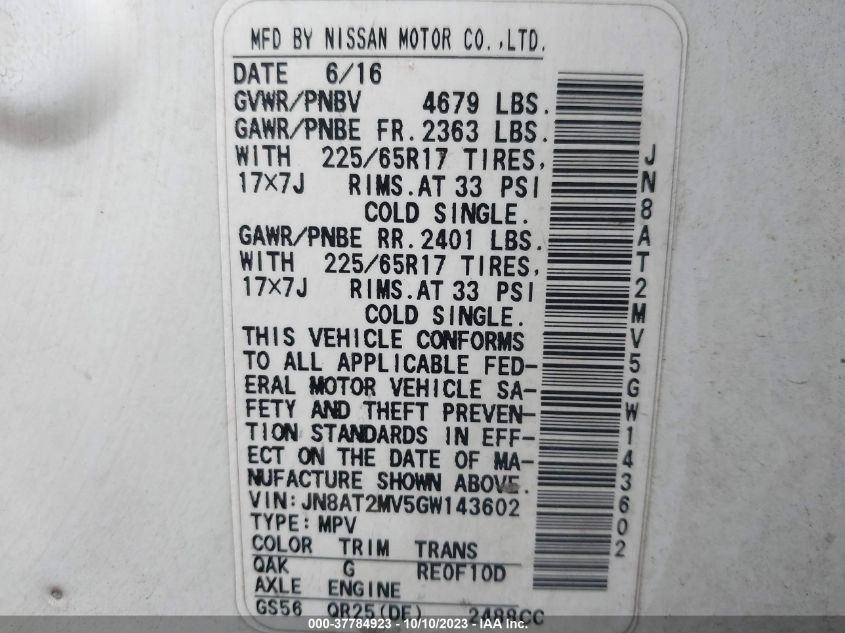 MFD BY NISSAN MOTOR CO.,LTD.
DATE 6/16
GVWR/PNBV 4679 LBS.
GAWR/PNBE FR.2363 LBS.
WITH 225/65R17 TIRES,
17×7J RIMS.AT 33 PSI
COLD SINGLE.
GAWR/PNBE RR.2401 LBS.
WITH 225/65R17 TIRES,
17×7J RIMS.AT 33 PSI
COLD SINGLE.
THIS VEHICLE CONFORMS
TO ALL APPLICABLE FED-
ERAL MOTOR VEHICLE SA-
FETY AND THEFT PREVEN-
TION STANDARDS IN EFF-
ECT ON THE DATE OF MA-
NUFACTURE SHOWN ABOVE.
VIN:JN8AT2MV5GW143602
TYPE:MPV
COLOR TRIM TRANS
QAK G RE0F10D
AXLE ENGINE
GS56 QR25(DE) 2488CC
JN8AT2MV5GW143602
000-37784923 - 10/10/2023 - IAA Inc.